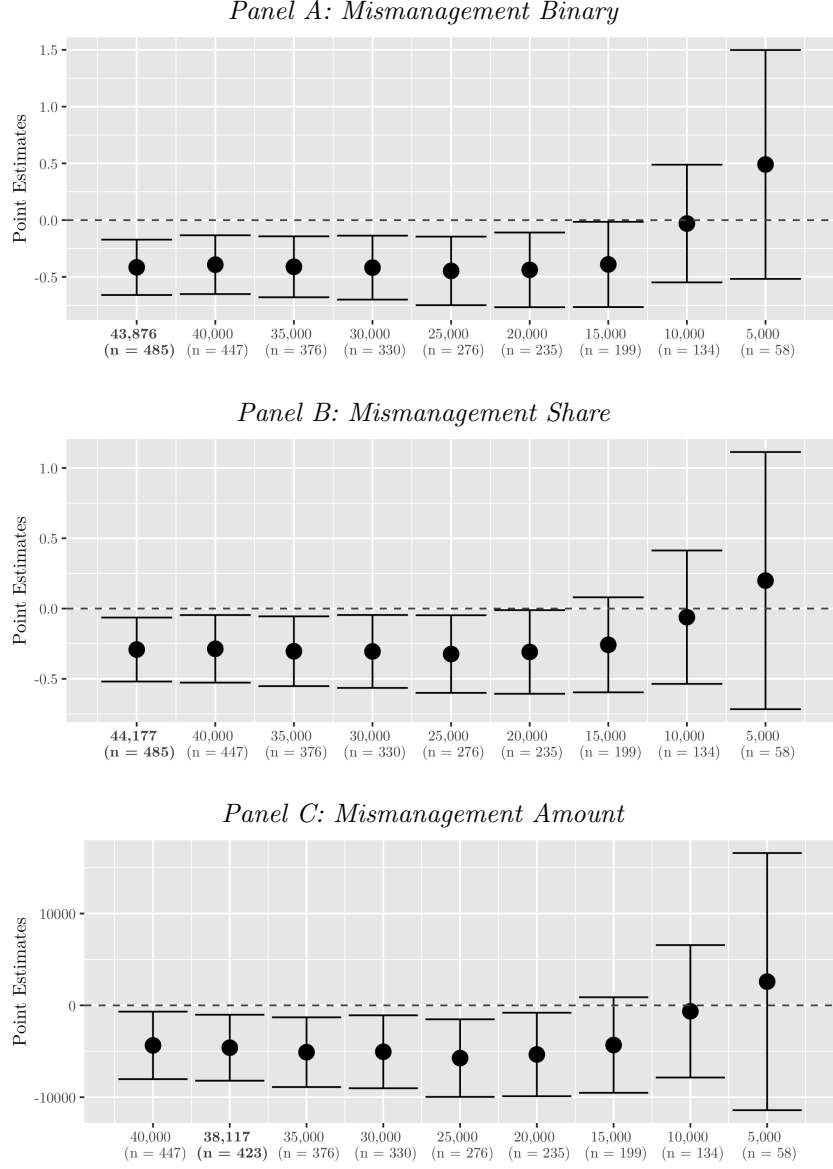 Panel A: Mismanagement Binary
Point Estimates
1.5
1.0
0.5
0.0
-0.5
43,876 40,000 35,000 30,000 25,000 20,000 15,000 10,000 5,000
(n = 485) (n = 447) (n = 376) (n = 330) (n = 276) (n = 235) (n = 199) (n = 134) (n = 58)
Panel B: Mismanagement Share
Point Estimates
1.0
0.5
0.0
-0.5
44,177 40,000 35,000 30,000 25,000 20,000 15,000 10,000 5,000
(n = 485) (n = 447) (n = 376) (n = 330) (n = 276) (n = 235) (n = 199) (n = 134) (n = 58)
Panel C: Mismanagement Amount
Point Estimates
10000
0
-10000
40,000 38,117 35,000 30,000 25,000 20,000 15,000 10,000 5,000
(n = 447) (n = 423) (n = 376) (n = 330) (n = 276) (n = 235) (n = 199) (n = 134) (n = 58)